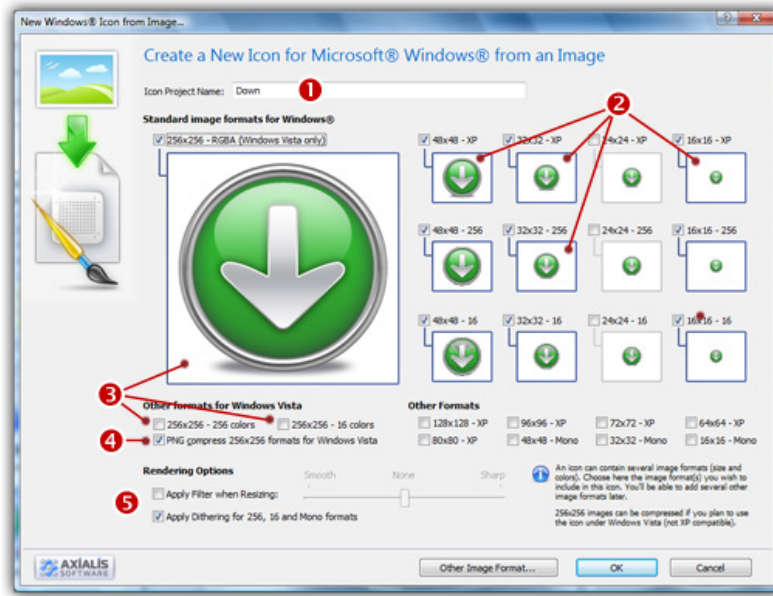 New Windows® Icon from Image...
Create a New Icon for Microsoft® Windows® from an Image
Icon Project Name: Down
1
2
Standard image formats for Windows®
256x256 - RGBA (Windows Vista only)
48x48 - XP 32x32 - XP 24x24 - XP 16x16 - XP
48x48 - 256 32x32 - 256 24x24 - 256 16x16 - 256
48x48 - 16 32x32 - 16 24x24 - 16 16x16 - 16
3
Other formats for Windows Vista
256x256 - 256 colors 256x256 - 16 colors
4
PNG compress 256x256 formats for Windows Vista
Other Formats
128x128 - XP 96x96 - XP 72x72 - XP 64x64 - XP
80x80 - XP 48x48 - Mono 32x32 - Mono 16x16 - Mono
Rendering Options
Smooth None Sharp
5
Apply Filter when Resizing:
Apply Dithering for 256, 16 and Mono formats
An icon can contain several image formats (size and
colors). Choose here the image format(s) you wish to
include in this icon. You'll be able to add several other
image formats later.
256x256 images can be compressed if you plan to use
the icon under Windows Vista (not XP compatible).
AXIALIS
SOFTWARE
Other Image Format... OK Cancel